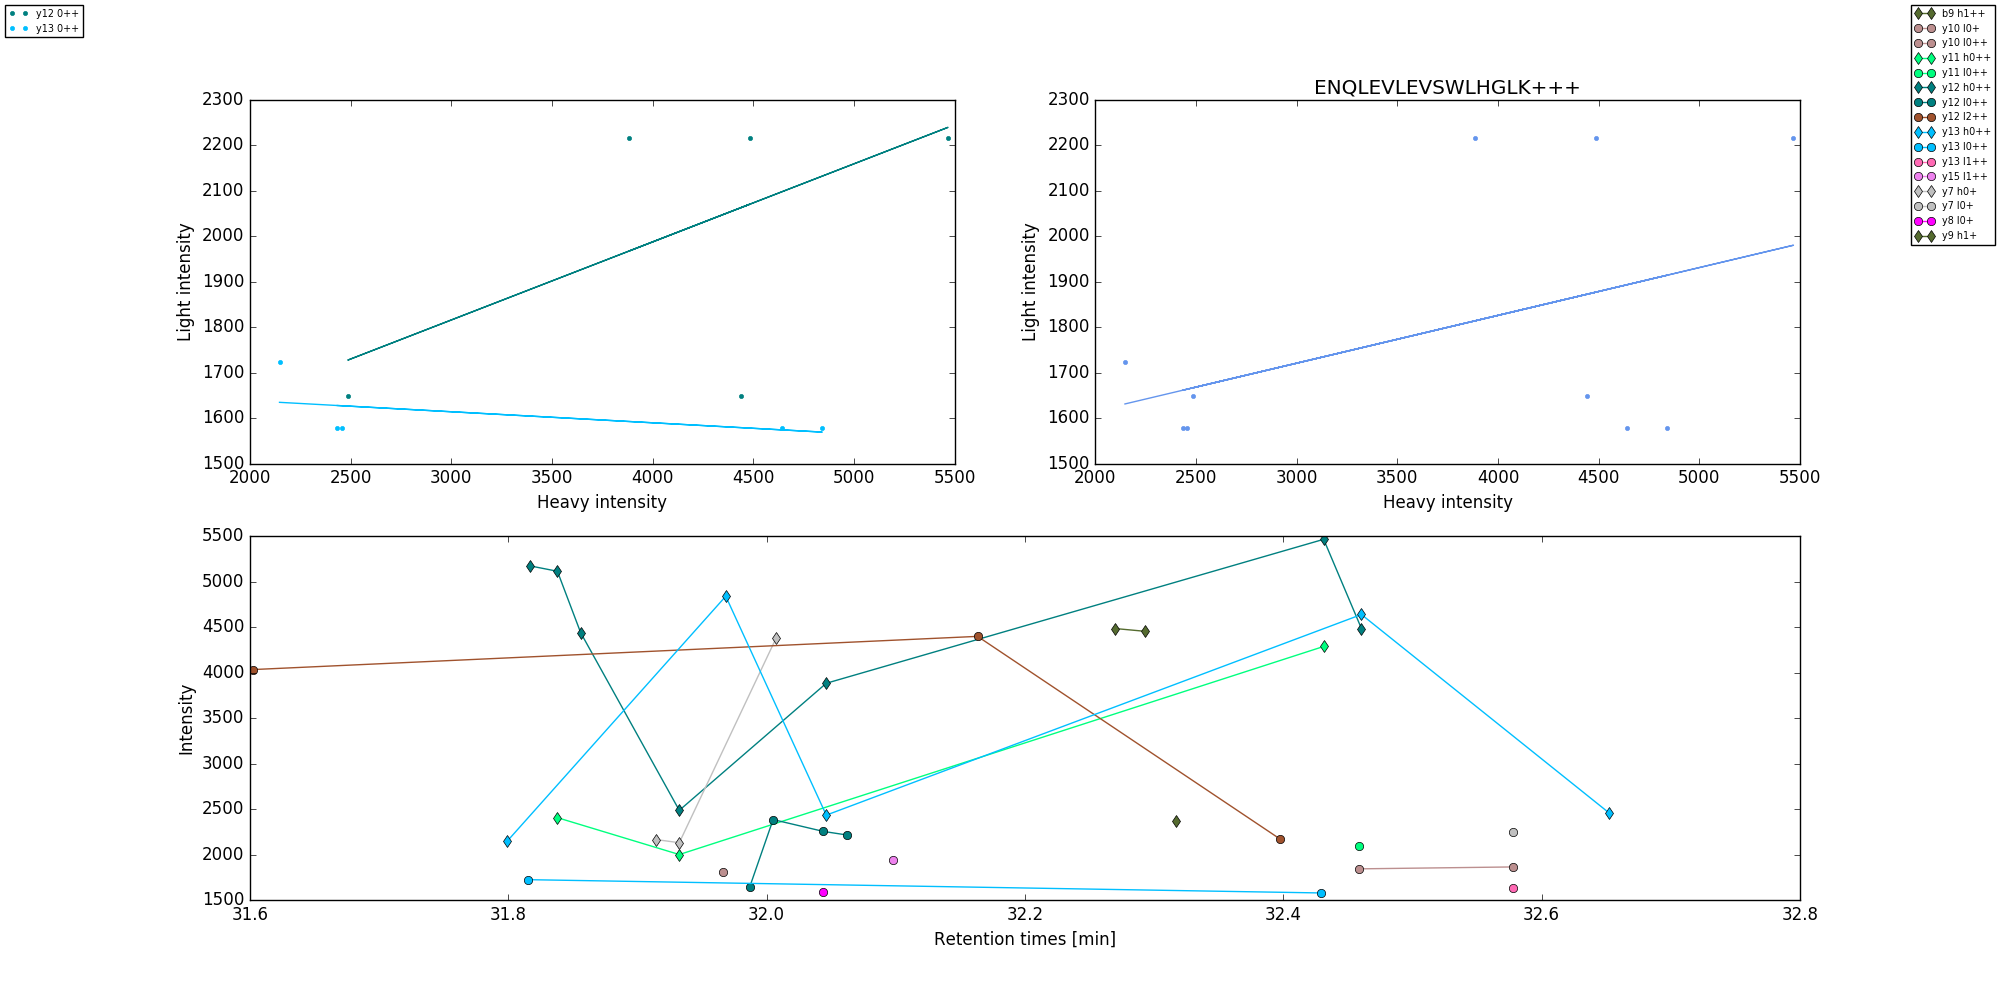 y12 0++
y13 0++
b9 h1++
y10 l0+
y10 l0++
y11 h0++
y11 l0++
y12 h0++
y12 l0++
y12 l2++
y13 h0++
y13 l0++
y13 l1++
y15 l1++
y7 h0+
y7 l0+
y8 l0+
y9 h1+
2300
2200
2100
2000
1900
1800
1700
1600
1500
Light intensity
2000 2500 3000 3500 4000 4500 5000 5500
Heavy intensity
ENQLEVLEVSWLHGLK+++
2300
2200
2100
2000
1900
1800
1700
1600
1500
Light intensity
2000 2500 3000 3500 4000 4500 5000 5500
Heavy intensity
5500
5000
4500
4000
3500
3000
2500
2000
1500
Intensity
31.6 31.8 32.0 32.2 32.4 32.6 32.8
Retention times [min]